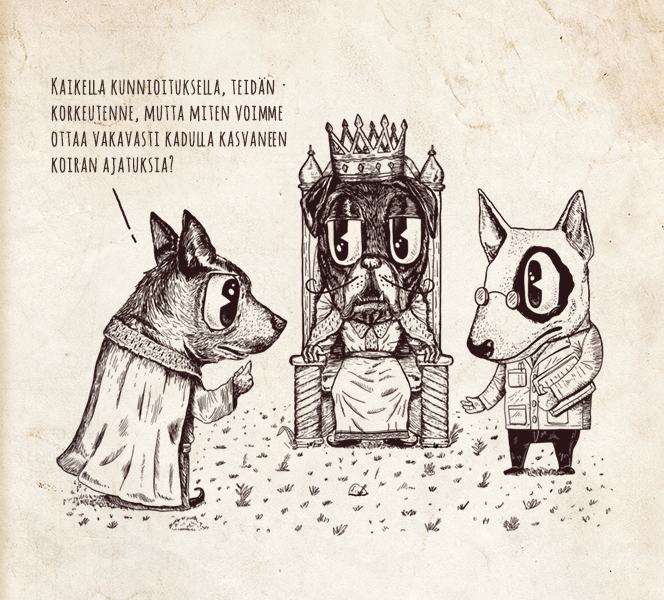 Kaikella kunnioituksella, teidän
korkeutenne, mutta miten voimme
ottaa vakavasti kadulla kasvaneen
koiran ajatuksia?